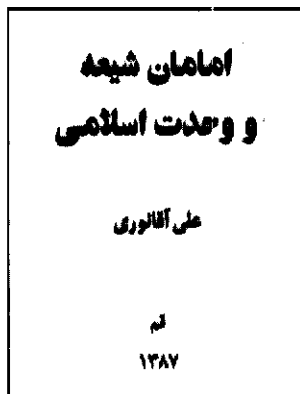 امامان شیعه
و وحدت اسلامی
علی آقانوری
قم
۱۳۸۷